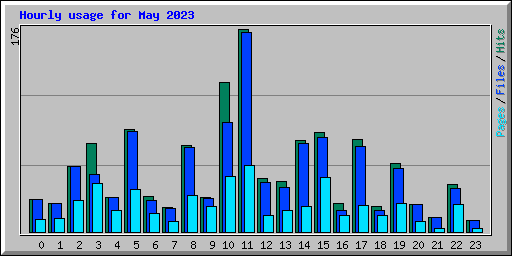 Hourly usage for May 2023
176
Pages/Files/Hits
0 1 2 3 4 5 6 7 8 9 10 11 12 13 14 15 16 17 18 19 20 21 22 23